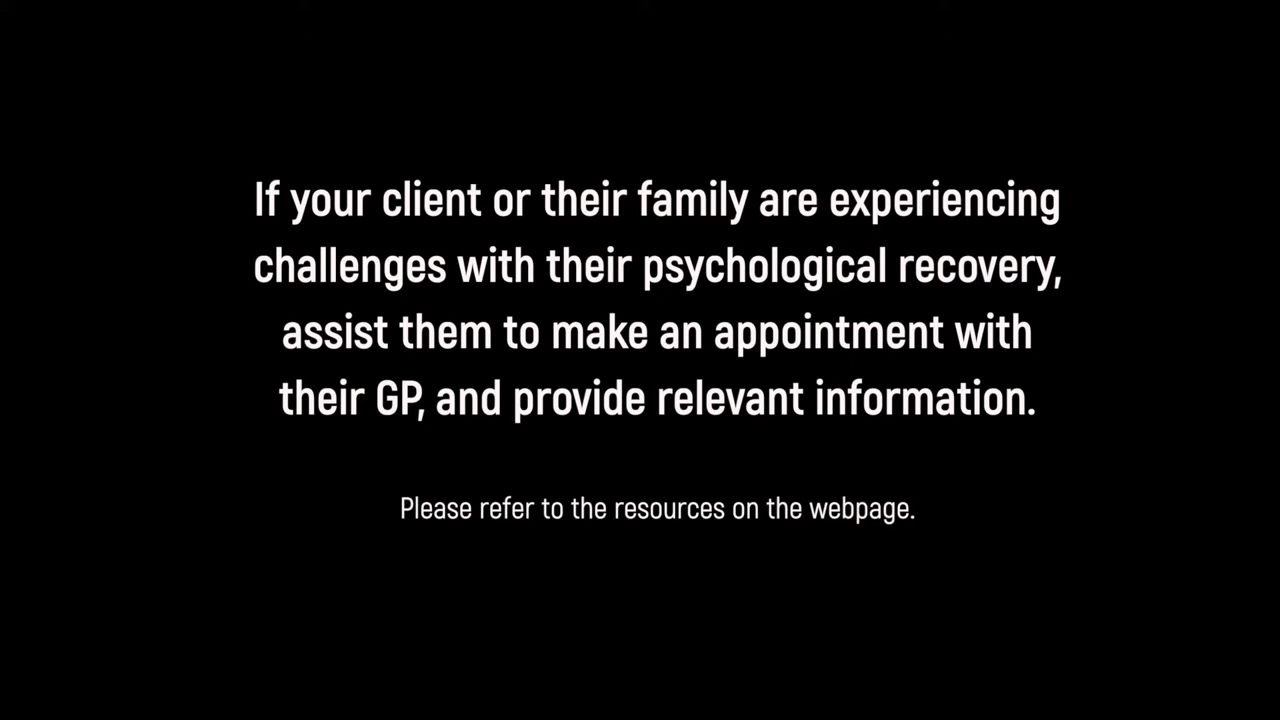 If your client or their family are experiencing
challenges with their psychological recovery,
assist them to make an appointment with
their GP, and provide relevant information.
Please refer to the resources on the webpage.